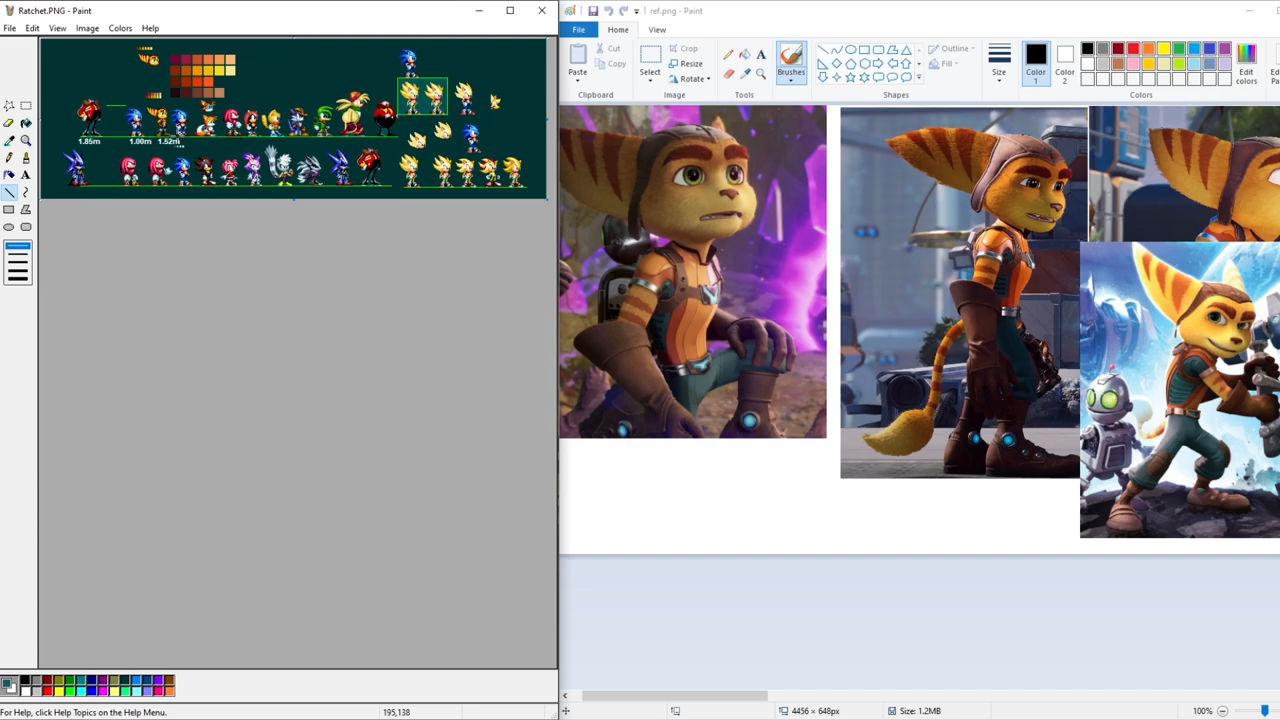 Ratchet.PNG - Paint
File Edit View Image Colors Help
1.85m 1.00m 1.52m
For Help, click Help Topics on the Help Menu.
195,138
ref.png - Paint
File Home View
Paste
Cut
Copy
Clipboard
Select
Crop
Resize
Rotate
Image
Tools
Brushes
Outline
Fill
Shapes
Size
Color
1
Color
2
Colors
Edit
colors
4456 × 648px
Size: 1.2MB
100%